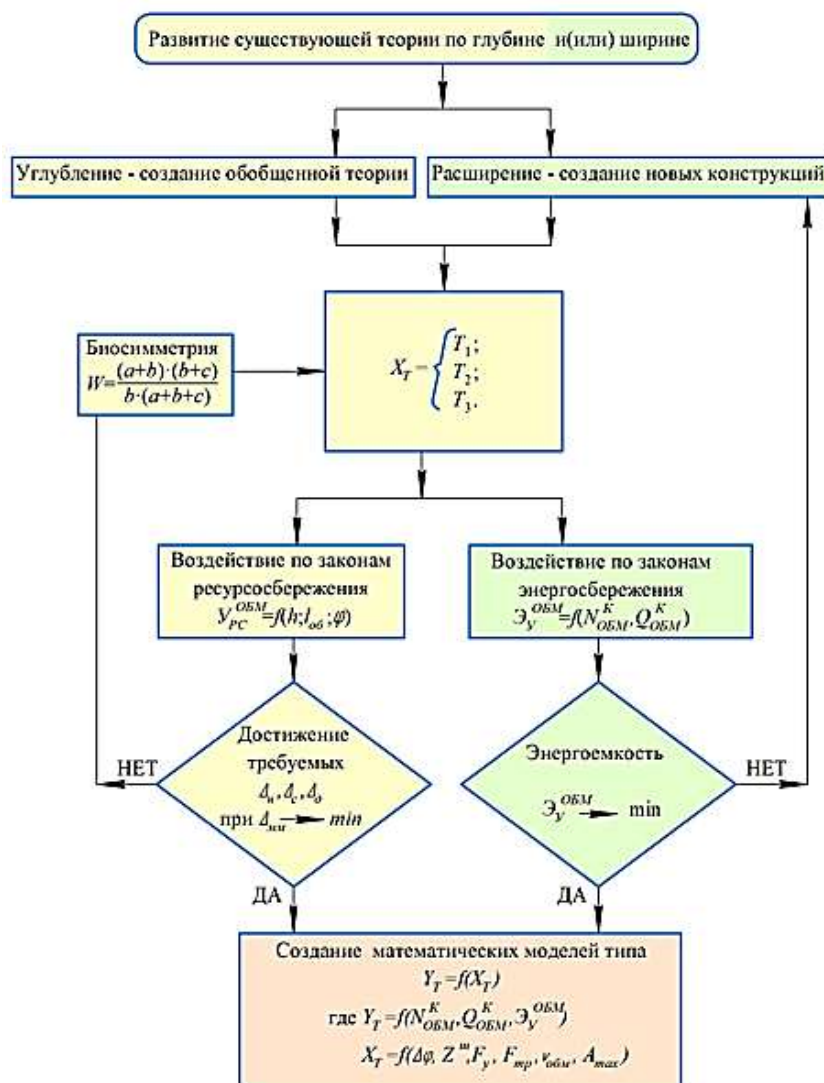 Развитие существующей теории по глубине и(или) ширине
Углубление - создание обобщенной теории
Расширение - создание новых конструкций
Биосимметрия
W=(a+b)·(b+c)/b·(a+b+c)
X_T = { T_1;
T_2;
T_3.
Воздействие по законам
ресурсосбережения
У_РС^ОБМ=f(h;l_об;φ)
Воздействие по законам
энергосбережения
Э_У^ОБМ=f(N_ОБМ^К,Q_ОБМ^К)
Достижение
требуемых
Δ_н,Δ_с,Δ_д
при Δ_ми → min
НЕТ
Энергоемкость
Э_У^ОБМ → min
НЕТ
ДА
ДА
Создание математических моделей типа
Y_T=f(X_T)
где Y_T=f(N_ОБМ^К,Q_ОБМ^К,Э_У^ОБМ)
X_T=f(Δφ, Z^ш,F_у, F_тр,v_обм, A_max)